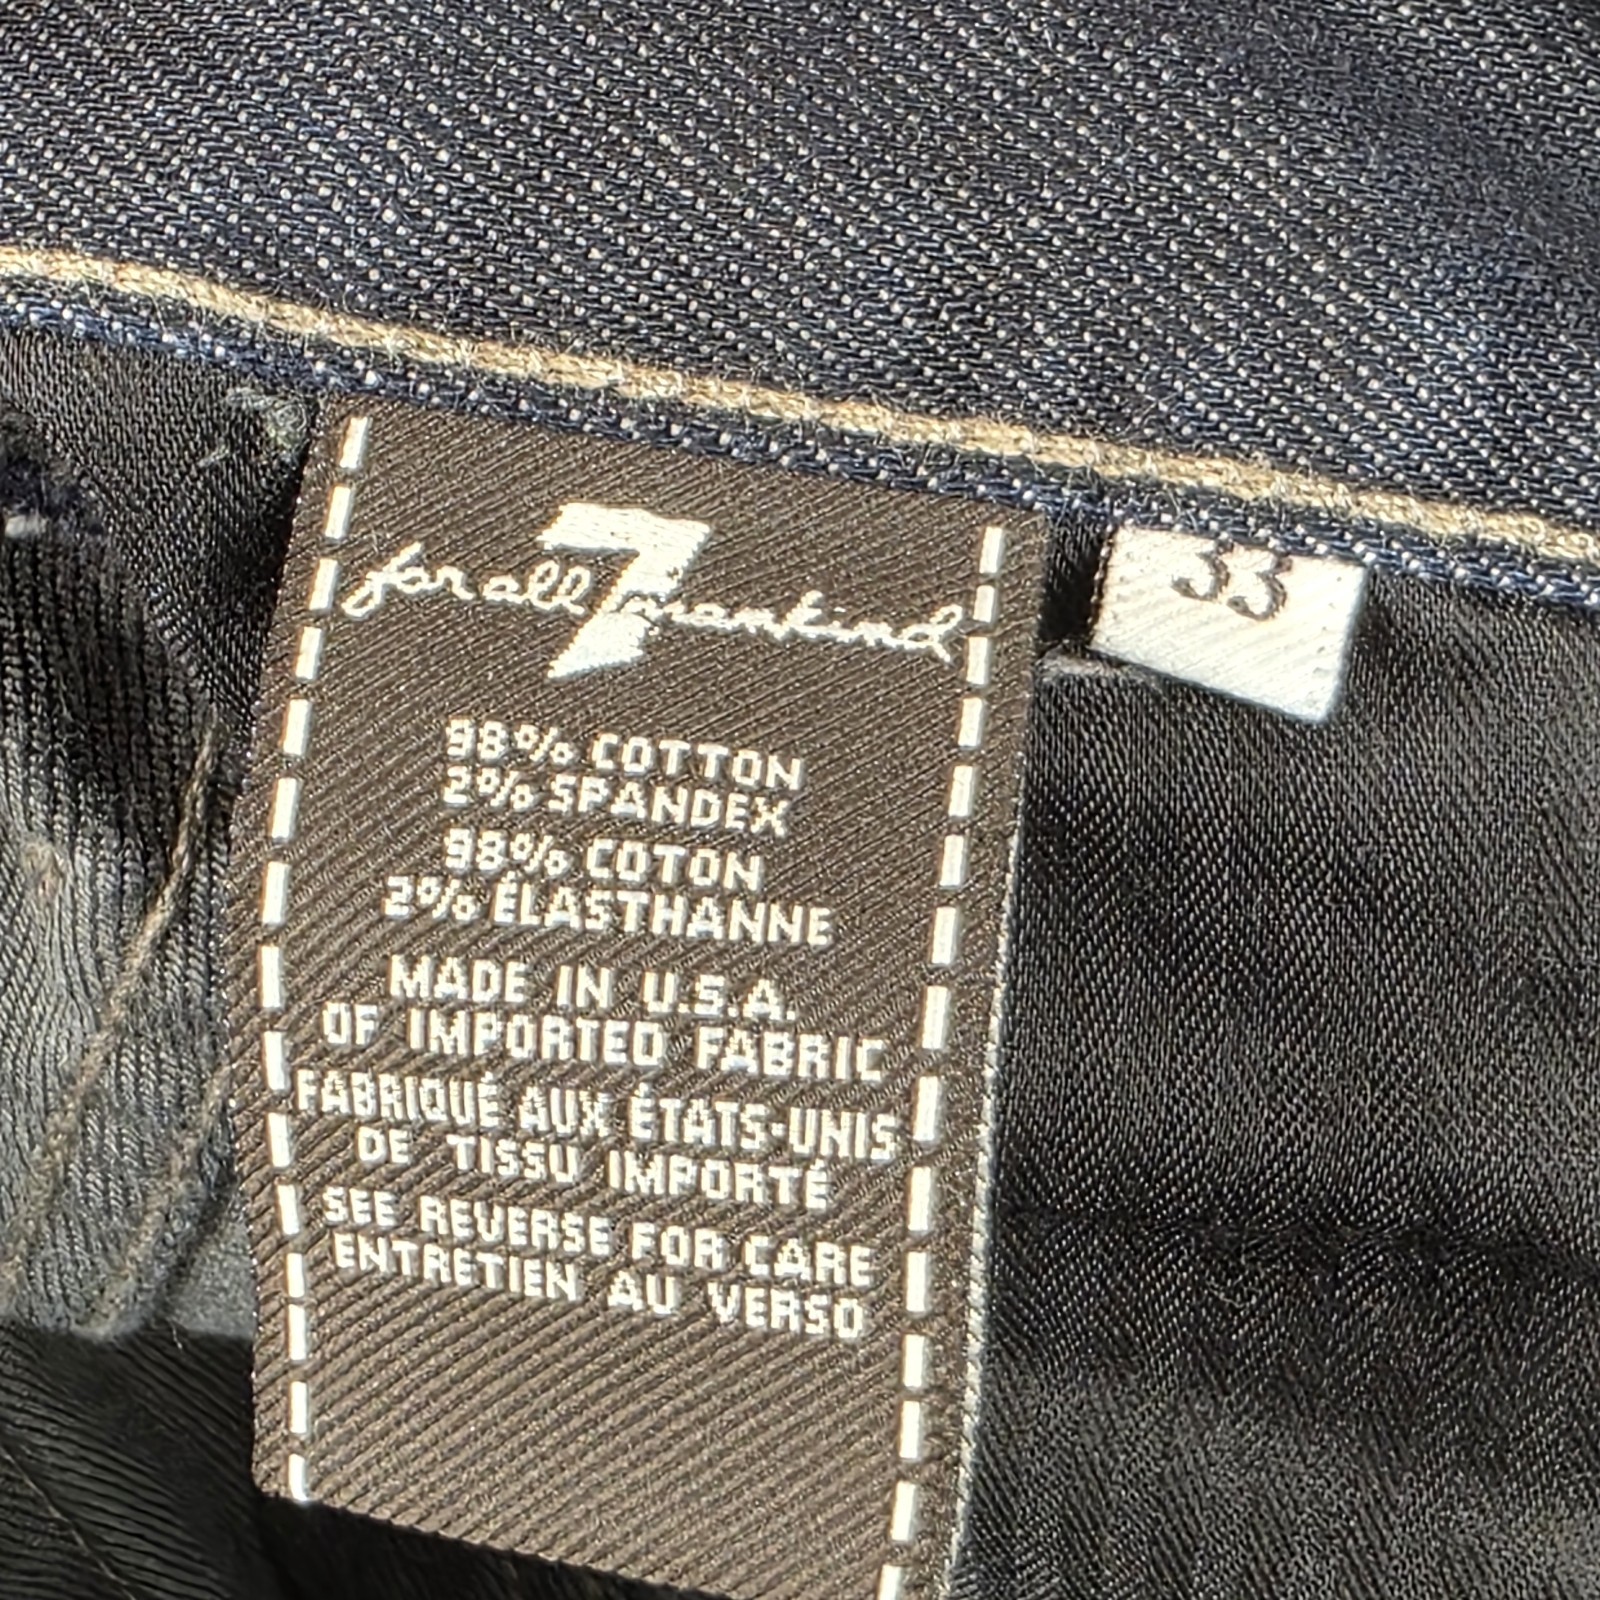 for all 7 mankind
33
98% COTTON
2% SPANDEX
98% COTON
2% ÉLASTHANNE
MADE IN U.S.A.
OF IMPORTED FABRIC
FABRIQUÉ AUX ÉTATS-UNIS
DE TISSU IMPORTÉ
SEE REVERSE FOR CARE
ENTRETIEN AU VERSO